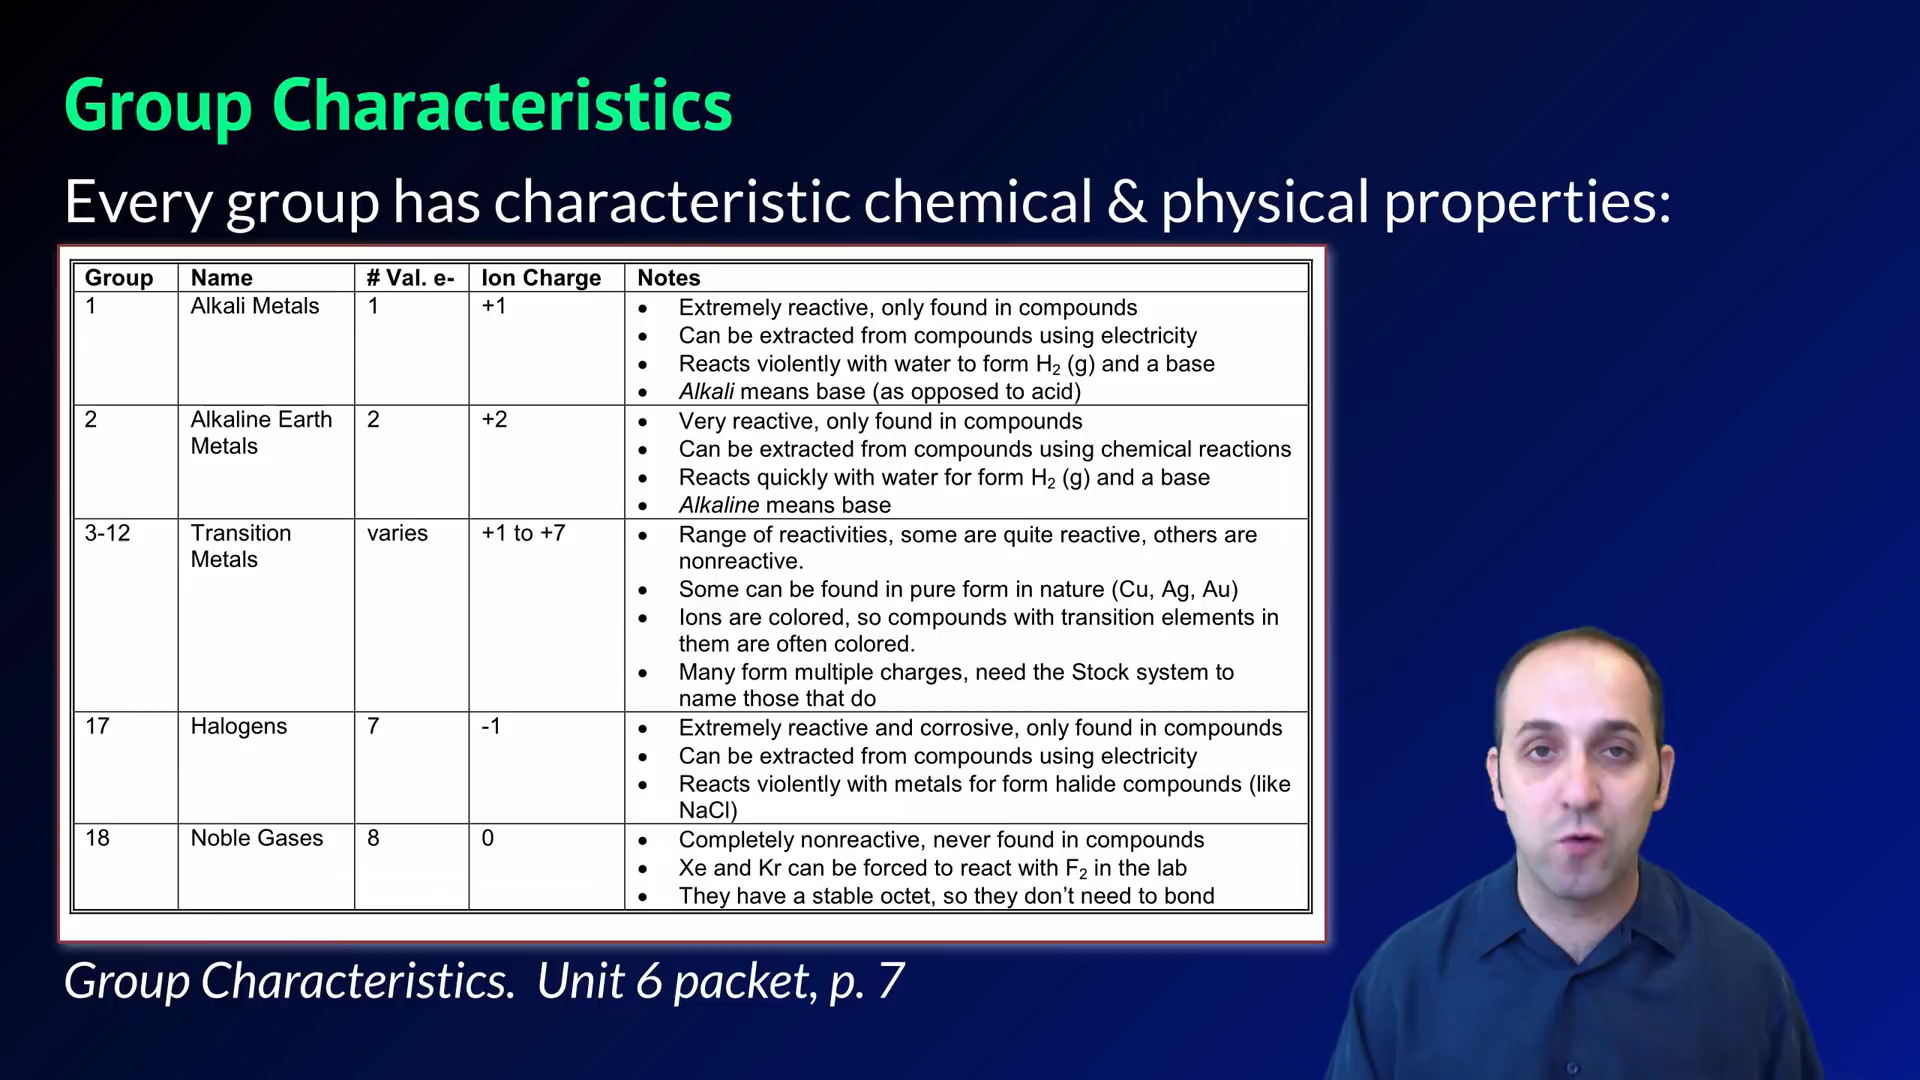 Group Characteristics
Every group has characteristic chemical & physical properties:
Group Name # Val. e- Ion Charge Notes
1 Alkali Metals 1 +1 • Extremely reactive, only found in compounds
• Can be extracted from compounds using electricity
• Reacts violently with water to form H₂ (g) and a base
• Alkali means base (as opposed to acid)
2 Alkaline Earth 2 +2 • Very reactive, only found in compounds
Metals • Can be extracted from compounds using chemical reactions
• Reacts quickly with water for form H₂ (g) and a base
• Alkaline means base
3-12 Transition varies +1 to +7 • Range of reactivities, some are quite reactive, others are
Metals nonreactive.
• Some can be found in pure form in nature (Cu, Ag, Au)
• Ions are colored, so compounds with transition elements in
them are often colored.
• Many form multiple charges, need the Stock system to
name those that do
17 Halogens 7 -1 • Extremely reactive and corrosive, only found in compounds
• Can be extracted from compounds using electricity
• Reacts violently with metals for form halide compounds (like
NaCl)
18 Noble Gases 8 0 • Completely nonreactive, never found in compounds
• Xe and Kr can be forced to react with F₂ in the lab
• They have a stable octet, so they don’t need to bond
Group Characteristics. Unit 6 packet, p. 7